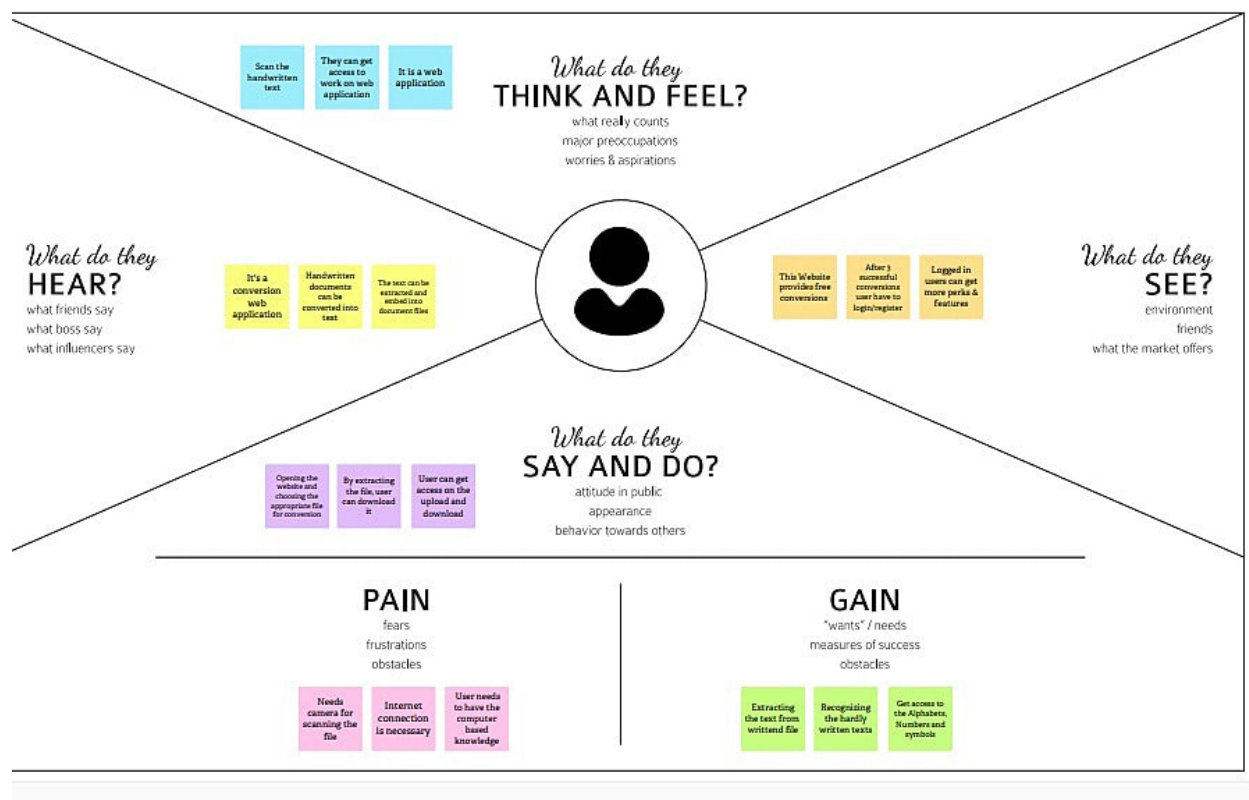 Scan the
handwritten
text
They can get
access to
work on web
application
It is a web
application
What do they
THINK AND FEEL?
what really counts
major preoccupations
worries & aspirations
What do they
HEAR?
what friends say
what boss say
what influencers say
It's a
conversion
web
application
Handwritten
documents
can be
converted into
text
The text can be
extracted and
embed into
document files
This Website
provides free
conversions
After 3
successful
conversions
user have to
login/register
Logged in
users can get
more perks &
features
What do they
SEE?
environment
friends
what the market offers
Opening the
website and
choosing the
appropriate file
for conversion
By extracting
the file, user
can download
it
User can get
access on the
upload and
download
What do they
SAY AND DO?
attitude in public
appearance
behavior towards others
PAIN
fears
frustrations
obstacles
Needs
camera for
scanning the
file
Internet
connection
is necessary
User needs
to have the
computer
based
knowledge
GAIN
"wants" / needs
measures of success
obstacles
Extracting
the text from
writtend file
Recognizing
the hardly
written texts
Get access to
the Alphabets,
Numbers and
symbols